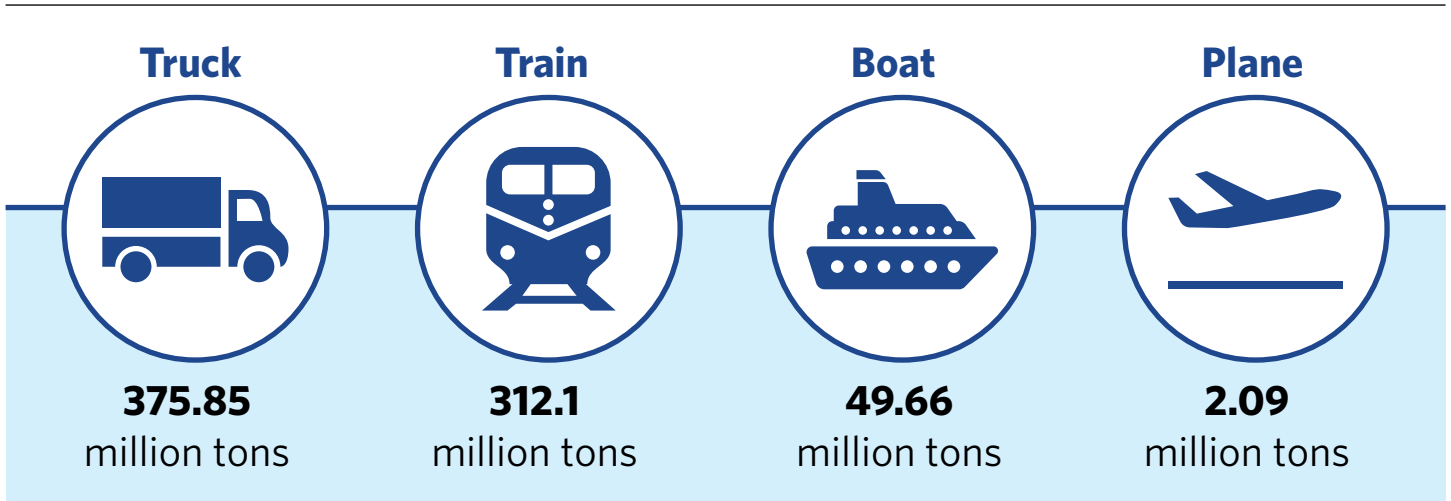 Truck
Train
Boat
Plane
375.85
million tons
312.1
million tons
49.66
million tons
2.09
million tons